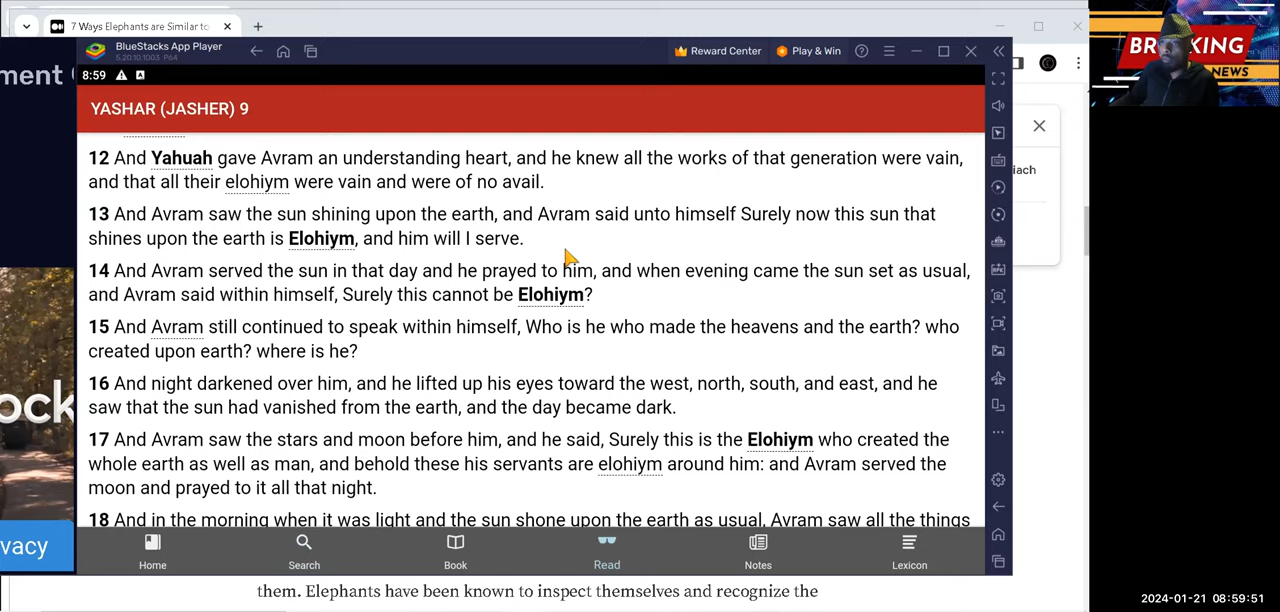 7 Ways Elephants are Similar to
BlueStacks App Player
5.20.10.1003 P64
Reward Center
Play & Win
8:59
YASHAR (JASHER) 9
12 And Yahuah gave Avram an understanding heart, and he knew all the works of that generation were vain,
and that all their elohiym were vain and were of no avail.
13 And Avram saw the sun shining upon the earth, and Avram said unto himself Surely now this sun that
shines upon the earth is Elohiym, and him will I serve.
14 And Avram served the sun in that day and he prayed to him, and when evening came the sun set as usual,
and Avram said within himself, Surely this cannot be Elohiym?
15 And Avram still continued to speak within himself, Who is he who made the heavens and the earth? who
created upon earth? where is he?
16 And night darkened over him, and he lifted up his eyes toward the west, north, south, and east, and he
saw that the sun had vanished from the earth, and the day became dark.
17 And Avram saw the stars and moon before him, and he said, Surely this is the Elohiym who created the
whole earth as well as man, and behold these his servants are elohiym around him: and Avram served the
moon and prayed to it all that night.
18 And in the morning when it was light and the sun shone upon the earth as usual, Avram saw all the things
Home
Search
Book
Read
Notes
Lexicon
ment
ock
vacy
iach
them. Elephants have been known to inspect themselves and recognize the
NEWS
2024-01-21 08:59:51